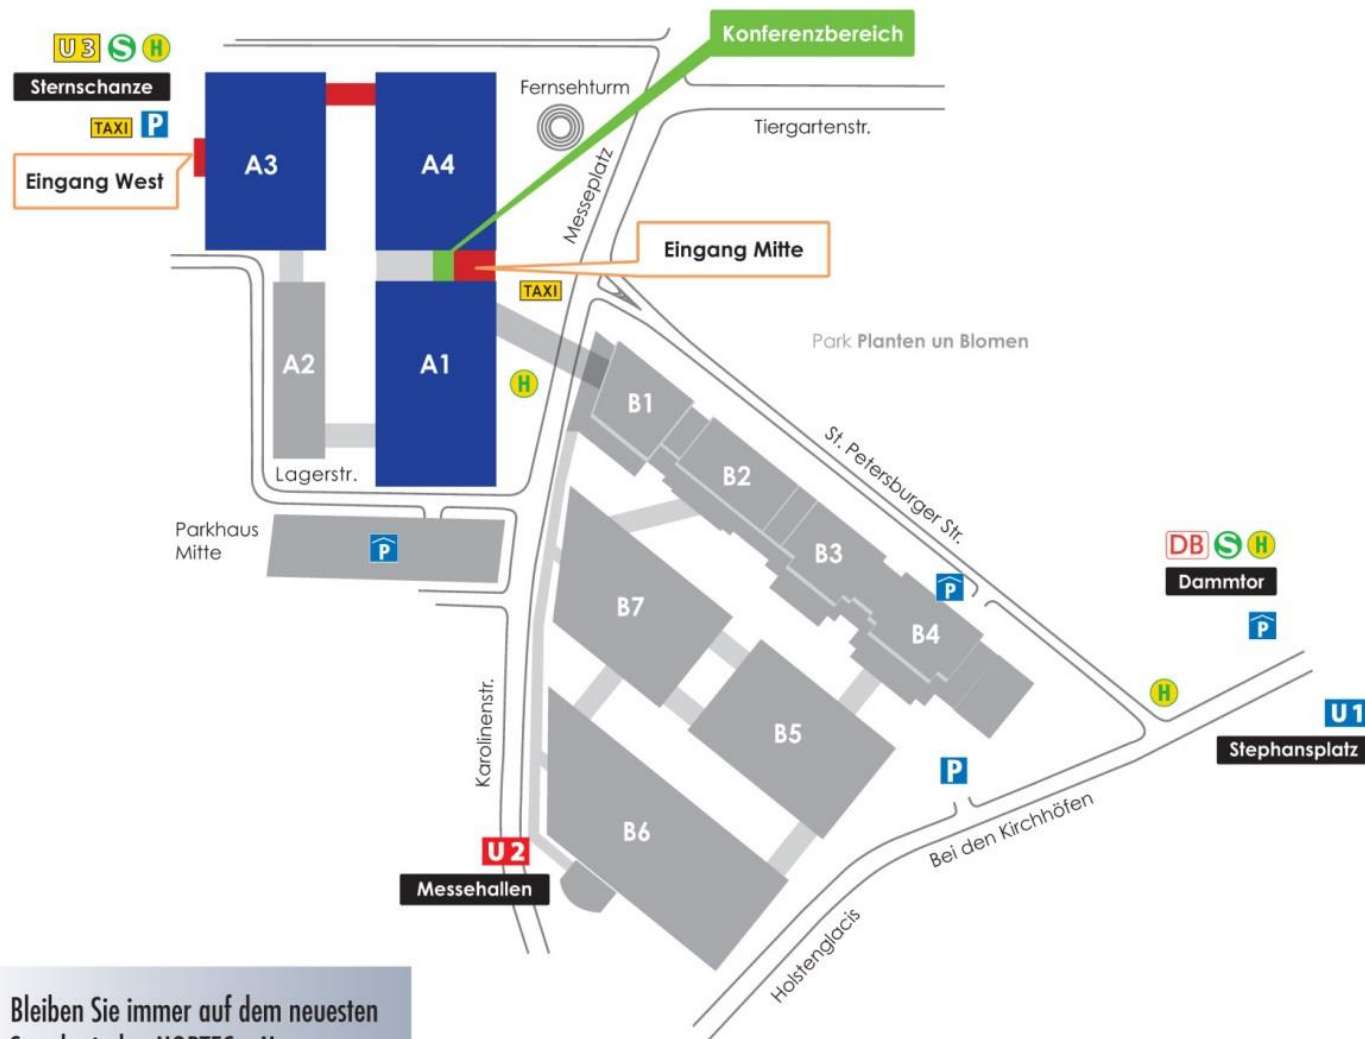 Konferenzbereich
U3 S H
Sternschanze
TAXI P
Eingang West
A3
A4
Fernsehturm
Tiergartenstr.
Messeplatz
Eingang Mitte
TAXI
Park Planten un Blomen
A2
A1
H
B1
B2
St. Petersburger Str.
Lagerstr.
Parkhaus
Mitte
P
B3
P
DB S H
Dammtor
P
B7
B4
Karolinenstr.
B5
H
U1
Stephansplatz
P
B6
U2
Messehallen
Bei den Kirchhöfen
Holstenglacis
Bleiben Sie immer auf dem neuesten